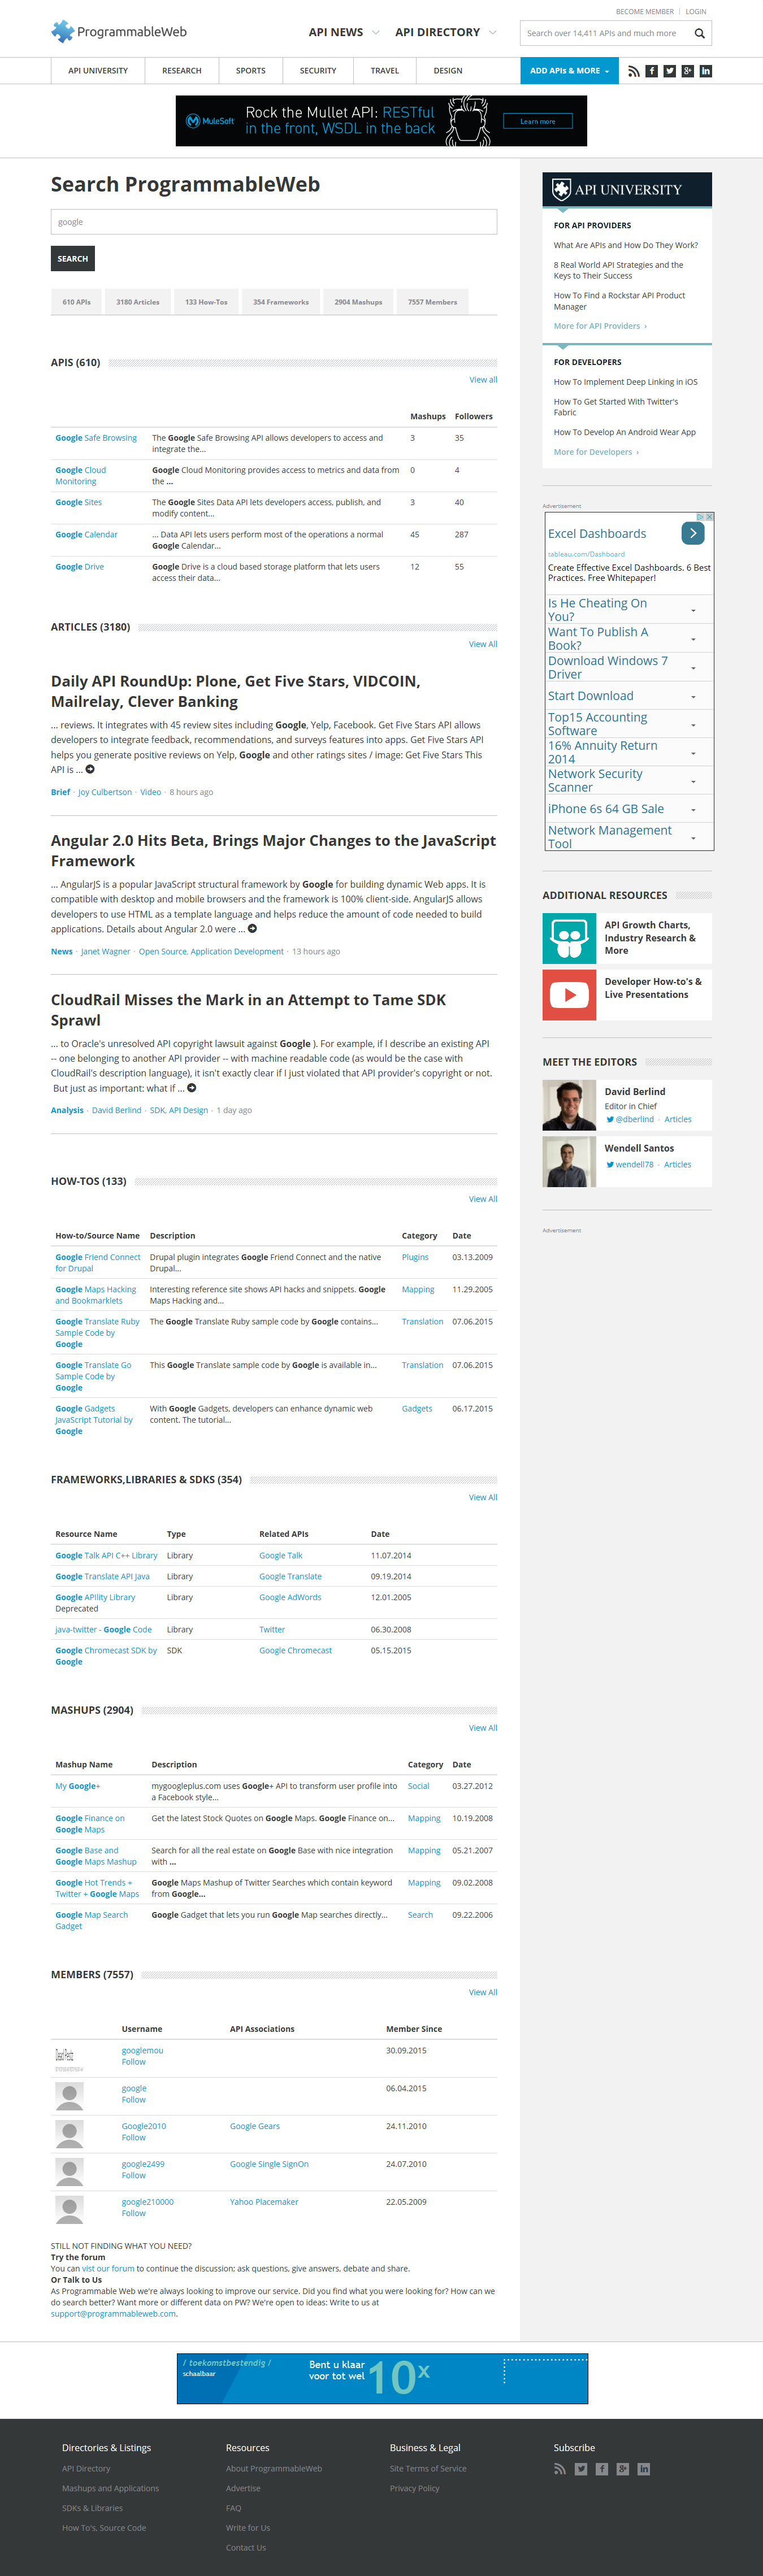 BECOME MEMBER | LOGIN
ProgrammableWeb
API NEWS
API DIRECTORY
Search over 14,411 APIs and much more
API UNIVERSITY
RESEARCH
SPORTS
SECURITY
TRAVEL
DESIGN
ADD APIs & MORE
MuleSoft
Rock the Mullet API: RESTful
in the front, WSDL in the back
Learn more
Search ProgrammableWeb
google
SEARCH
610 APIs
3180 Articles
133 How-Tos
354 Frameworks
2904 Mashups
7557 Members
APIS (610)
View all
Mashups Followers
Google Safe Browsing The Google Safe Browsing API allows developers to access and 3 35
integrate the...
Google Cloud Google Cloud Monitoring provides access to metrics and data from 0 4
Monitoring the ...
Google Sites The Google Sites Data API lets developers access, publish, and 3 40
modify content...
Google Calendar ... Data API lets users perform most of the operations a normal 45 287
Google Calendar...
Google Drive Google Drive is a cloud based storage platform that lets users 12 55
access their data...
ARTICLES (3180)
View All
Daily API RoundUp: Plone, Get Five Stars, VIDCOIN,
Mailrelay, Clever Banking
... reviews. It integrates with 45 review sites including Google, Yelp, Facebook. Get Five Stars API allows
developers to integrate feedback, recommendations, and surveys features into apps. Get Five Stars API
helps you generate positive reviews on Yelp, Google and other ratings sites / image: Get Five Stars This
API is ...
Brief · Joy Culbertson · Video · 8 hours ago
Angular 2.0 Hits Beta, Brings Major Changes to the JavaScript
Framework
... AngularJS is a popular JavaScript structural framework by Google for building dynamic Web apps. It is
compatible with desktop and mobile browsers and the framework is 100% client-side. AngularJS allows
developers to use HTML as a template language and helps reduce the amount of code needed to build
applications. Details about Angular 2.0 were ...
News · Janet Wagner · Open Source, Application Development · 13 hours ago
CloudRail Misses the Mark in an Attempt to Tame SDK
Sprawl
... to Oracle's unresolved API copyright lawsuit against Google ). For example, if I describe an existing API
-- one belonging to another API provider -- with machine readable code (as would be the case with
CloudRail's description language), it isn't exactly clear if I just violated that API provider's copyright or not.
But just as important: what if ...
Analysis · David Berlind · SDK, API Design · 1 day ago
HOW-TOS (133)
View All
How-to/Source Name Description Category Date
Google Friend Connect Drupal plugin integrates Google Friend Connect and the native Plugins 03.13.2009
for Drupal Drupal...
Google Maps Hacking Interesting reference site shows API hacks and snippets. Google Mapping 11.29.2005
and Bookmarklets Maps Hacking and...
Google Translate Ruby The Google Translate Ruby sample code by Google contains... Translation 07.06.2015
Sample Code by
Google
Google Translate Go This Google Translate sample code by Google is available in... Translation 07.06.2015
Sample Code by
Google
Google Gadgets With Google Gadgets, developers can enhance dynamic web Gadgets 06.17.2015
JavaScript Tutorial by content. The tutorial...
Google
FRAMEWORKS,LIBRARIES & SDKS (354)
View All
Resource Name Type Related APIs Date
Google Talk API C++ Library Library Google Talk 11.07.2014
Google Translate API Java Library Google Translate 09.19.2014
Google APIlity Library Library Google AdWords 12.01.2005
Deprecated
java-twitter - Google Code Library Twitter 06.30.2008
Google Chromecast SDK by SDK Google Chromecast 05.15.2015
Google
MASHUPS (2904)
View All
Mashup Name Description Category Date
My Google+ mygoogleplus.com uses Google+ API to transform user profile into Social 03.27.2012
a Facebook style...
Google Finance on Get the latest Stock Quotes on Google Maps. Google Finance on... Mapping 10.19.2008
Google Maps
Google Base and Search for all the real estate on Google Base with nice integration Mapping 05.21.2007
Google Maps Mashup with ...
Google Hot Trends + Google Maps Mashup of Twitter Searches which contain keyword Mapping 09.02.2008
Twitter + Google Maps from Google...
Google Map Search Google Gadget that lets you run Google Map searches directly... Search 09.22.2006
Gadget
MEMBERS (7557)
View All
Username API Associations Member Since
googlemou 30.09.2015
Follow
google 06.04.2015
Follow
Google2010 Google Gears 24.11.2010
Follow
google2499 Google Single SignOn 24.07.2010
Follow
google210000 Yahoo Placemaker 22.05.2009
Follow
STILL NOT FINDING WHAT YOU NEED?
Try the forum
You can vist our forum to continue the discussion; ask questions, give answers, debate and share.
Or Talk to Us
As Programmable Web we're always looking to improve our service. Did you find what you were looking for? How can we
do search better? Want more or different data on PW? We're open to ideas: Write to us at
support@programmableweb.com.
API UNIVERSITY
FOR API PROVIDERS
What Are APIs and How Do They Work?
8 Real World API Strategies and the
Keys to Their Success
How To Find a Rockstar API Product
Manager
More for API Providers ›
FOR DEVELOPERS
How To Implement Deep Linking in iOS
How To Get Started With Twitter's
Fabric
How To Develop An Android Wear App
More for Developers ›
Advertisement
Excel Dashboards
tableau.com/Dashboard
Create Effective Excel Dashboards. 6 Best
Practices. Free Whitepaper!
Is He Cheating On
You?
Want To Publish A
Book?
Download Windows 7
Driver
Start Download
Top15 Accounting
Software
16% Annuity Return
2014
Network Security
Scanner
iPhone 6s 64 GB Sale
Network Management
Tool
ADDITIONAL RESOURCES
API Growth Charts,
Industry Research &
More
Developer How-to's &
Live Presentations
MEET THE EDITORS
David Berlind
Editor in Chief
@dberlind · Articles
Wendell Santos
wendell78 · Articles
Advertisement
/ toekomstbestendig /
schaalbaar
Bent u klaar
voor tot wel
10x
Directories & Listings
API Directory
Mashups and Applications
SDKs & Libraries
How To's, Source Code
Resources
About ProgrammableWeb
Advertise
FAQ
Write for Us
Contact Us
Business & Legal
Site Terms of Service
Privacy Policy
Subscribe